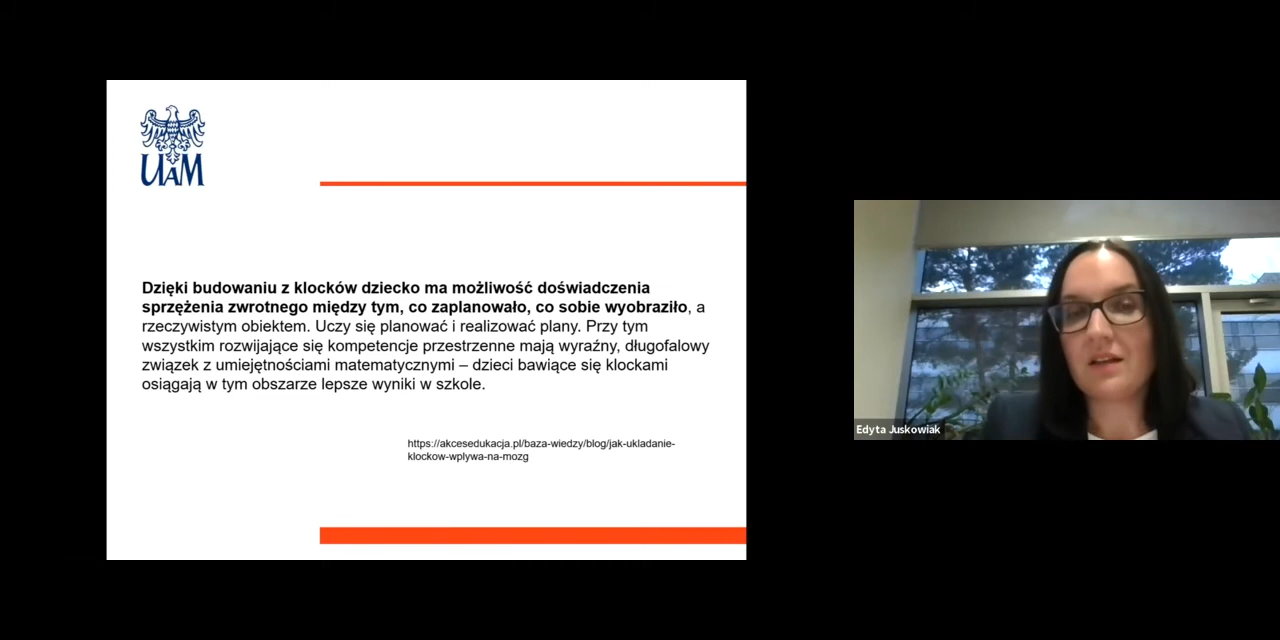 UAM
Dzięki budowaniu z klocków dziecko ma możliwość doświadczenia
sprzężenia zwrotnego między tym, co zaplanowało, co sobie wyobraziło, a
rzeczywistym obiektem. Uczy się planować i realizować plany. Przy tym
wszystkim rozwijające się kompetencje przestrzenne mają wyraźny, długofalowy
związek z umiejętnościami matematycznymi – dzieci bawiące się klockami
osiągają w tym obszarze lepsze wyniki w szkole.
https://akcesedukacja.pl/baza-wiedzy/blog/jak-ukladanie-
klockow-wplywa-na-mozg
Edyta Juskowiak